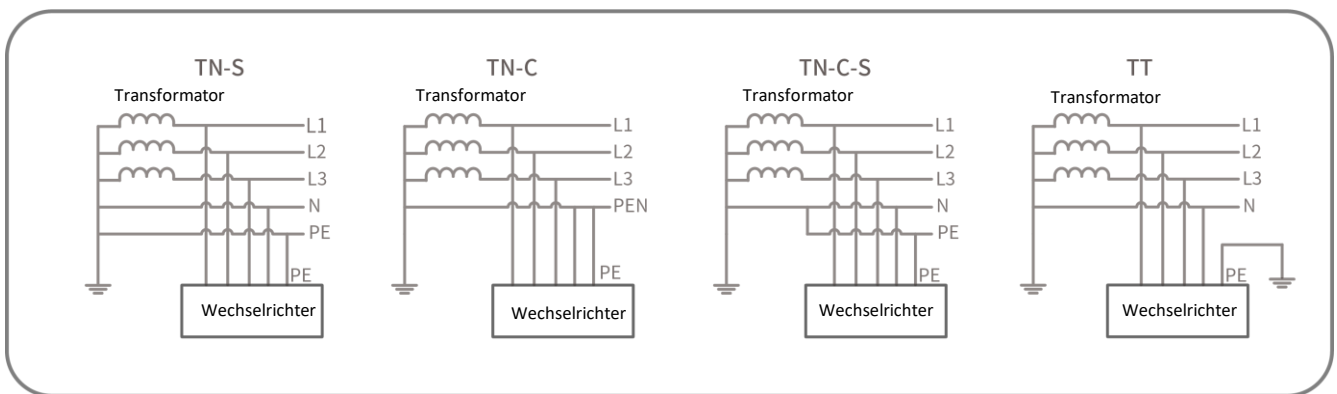 TN-S
Transformator
L1
L2
L3
N
PE
PE
Wechselrichter
TN-C
Transformator
L1
L2
L3
PEN
PE
Wechselrichter
TN-C-S
Transformator
L1
L2
L3
N
PE
PE
Wechselrichter
TT
Transformator
L1
L2
L3
N
PE
Wechselrichter